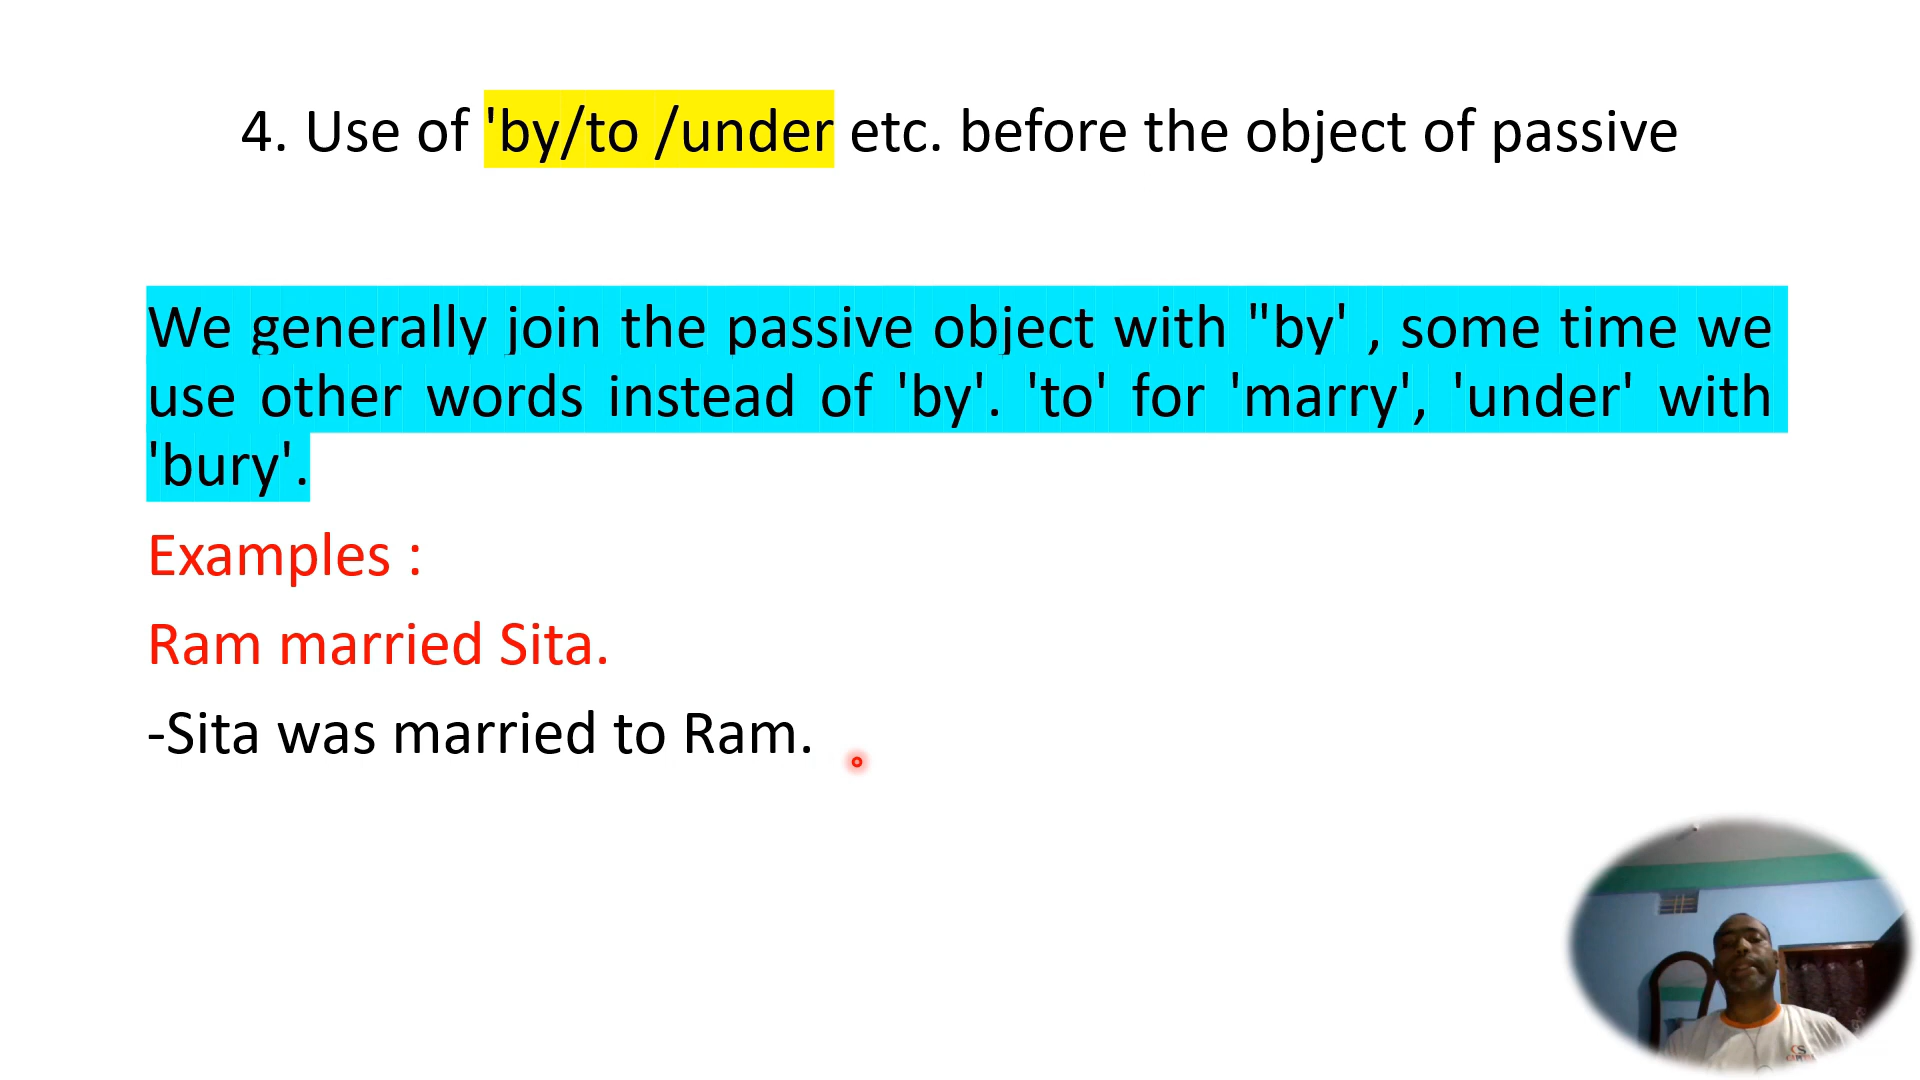 4. Use of 'by/to /under etc. before the object of passive
We generally join the passive object with "by' , some time we
use other words instead of 'by'. 'to' for 'marry', 'under' with
'bury'.
Examples :
Ram married Sita.
-Sita was married to Ram.